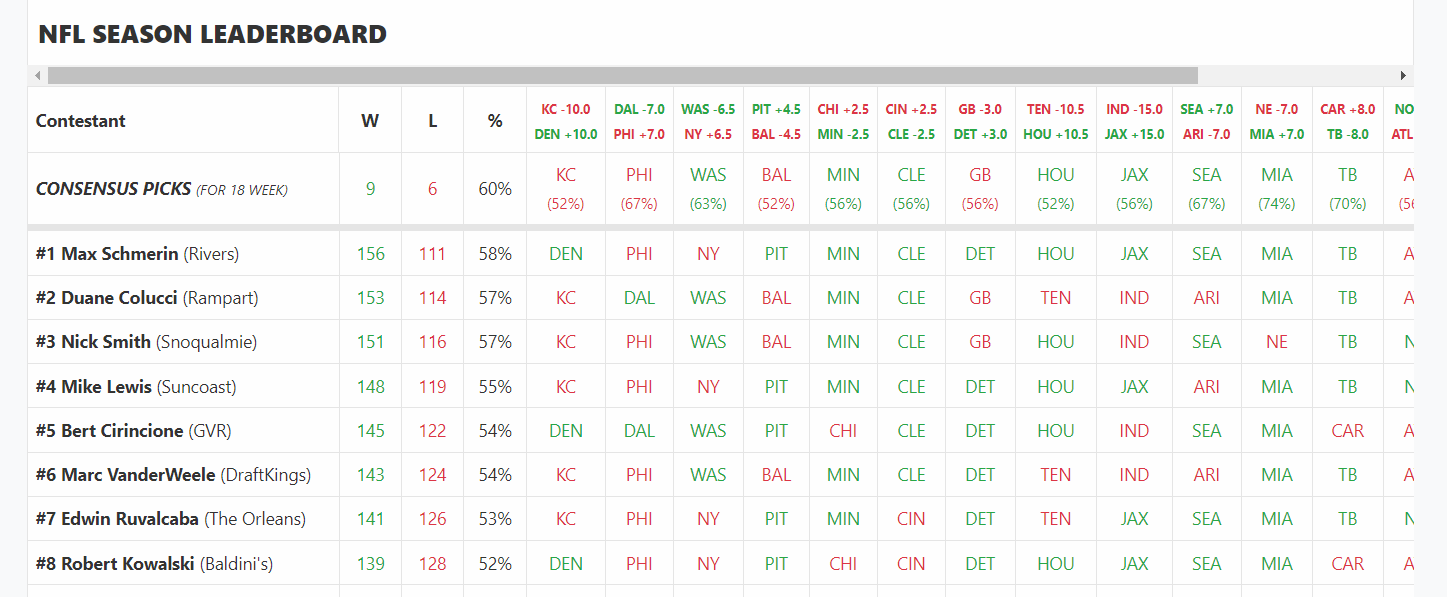 NFL SEASON LEADERBOARD
Contestant W L % KC -10.0 DAL -7.0 WAS -6.5 PIT +4.5 CHI +2.5 CIN +2.5 GB -3.0 TEN -10.5 IND -15.0 SEA +7.0 NE -7.0 CAR +8.0 NO
DEN +10.0 PHI +7.0 NY +6.5 BAL -4.5 MIN -2.5 CLE -2.5 DET +3.0 HOU +10.5 JAX +15.0 ARI -7.0 MIA +7.0 TB -8.0 ATL
CONSENSUS PICKS (FOR 18 WEEK) 9 6 60% KC PHI WAS BAL MIN CLE GB HOU JAX SEA MIA TB A
(52%) (67%) (63%) (52%) (56%) (56%) (56%) (52%) (56%) (67%) (74%) (70%) (56
#1 Max Schmerin (Rivers) 156 111 58% DEN PHI NY PIT MIN CLE DET HOU JAX SEA MIA TB A
#2 Duane Colucci (Rampart) 153 114 57% KC DAL WAS BAL MIN CLE GB TEN IND ARI MIA TB A
#3 Nick Smith (Snoqualmie) 151 116 57% KC PHI WAS BAL MIN CLE GB HOU IND SEA NE TB N
#4 Mike Lewis (Suncoast) 148 119 55% KC PHI NY PIT MIN CLE DET HOU JAX ARI MIA TB N
#5 Bert Cirincione (GVR) 145 122 54% DEN DAL WAS PIT CHI CLE DET HOU IND SEA MIA CAR A
#6 Marc VanderWeele (DraftKings) 143 124 54% KC PHI WAS BAL MIN CLE DET TEN IND ARI MIA TB A
#7 Edwin Ruvalcaba (The Orleans) 141 126 53% KC PHI NY PIT MIN CIN DET TEN JAX SEA MIA TB N
#8 Robert Kowalski (Baldini's) 139 128 52% DEN PHI NY PIT CHI CIN DET HOU JAX SEA MIA CAR A